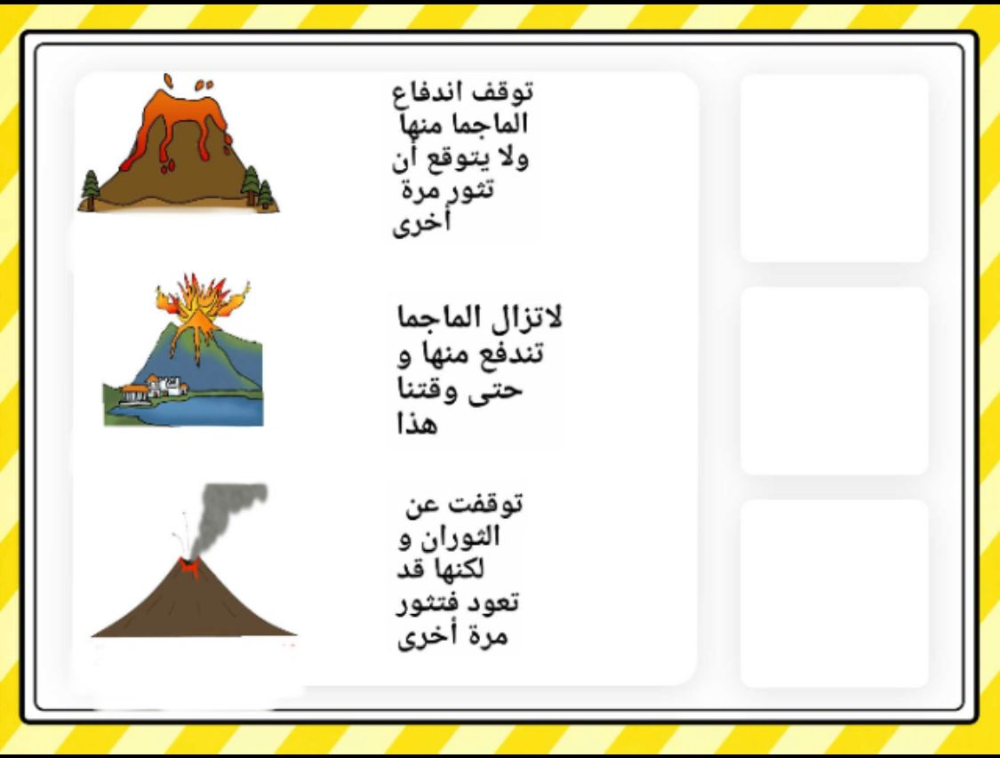 توقف اندفاع
الماجما منها
ولا يتوقع أن
تثور مرة
أخرى
لاتزال الماجما
تندفع منها و
حتى وقتنا
هذا
توقفت عن
الثوران و
لكنها قد
تعود فتثور
مرة أخرى